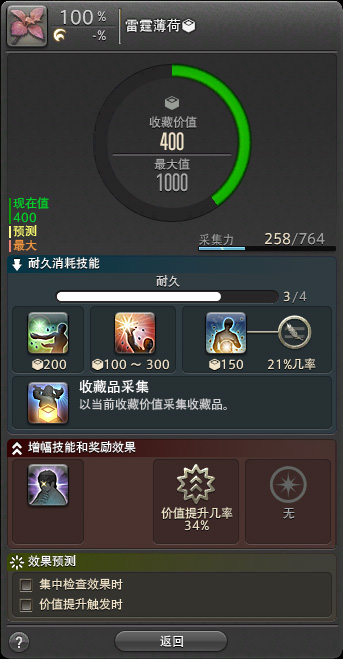 100 %
-%
雷霆薄荷
收藏价值
400
最大值
1000
现在值
400
预测
最大
采集力 258/764
耐久消耗技能
耐久
3/4
200 100 ～ 300 150 21%几率
收藏品采集
以当前收藏价值采集收藏品。
增幅技能和奖励效果
价值提升几率
34%
无
效果预测
集中检查效果时
价值提升触发时
?
返回